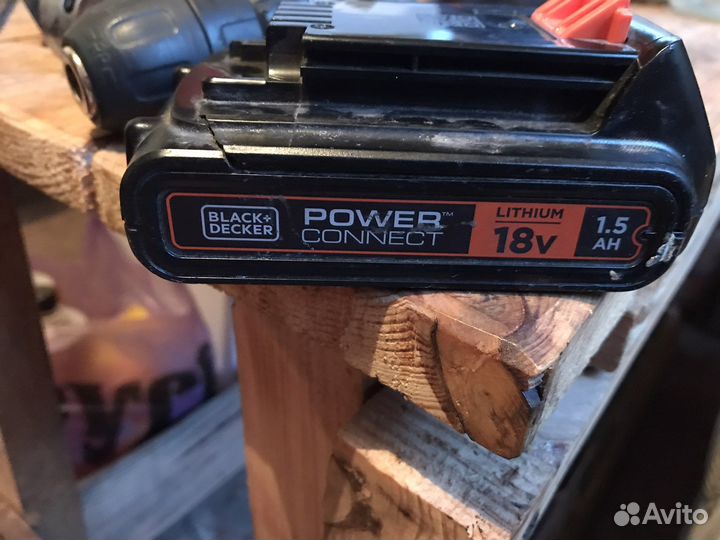 BLACK+
DECKER
POWER™
CONNECT
LITHIUM
18V
1.5
AH
Avito